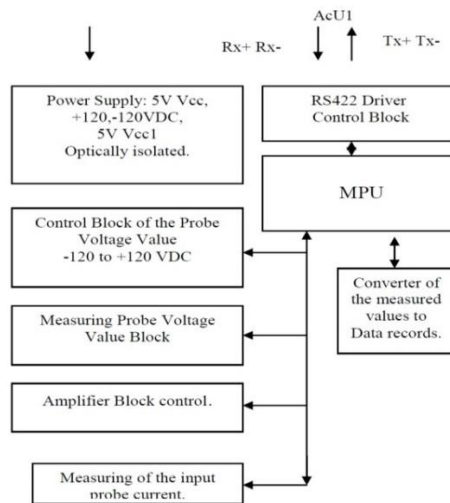 AcU1
Rx+ Rx-
Tx+ Tx-
Power Supply: 5V Vcc,
+120,-120VDC,
5V Vcc1
Optically isolated.
RS422 Driver
Control Block
MPU
Control Block of the Probe
Voltage Value
-120 to +120 VDC
Converter of
the measured
values to
Data records.
Measuring Probe Voltage
Value Block
Amplifier Block control.
Measuring of the input
probe current.